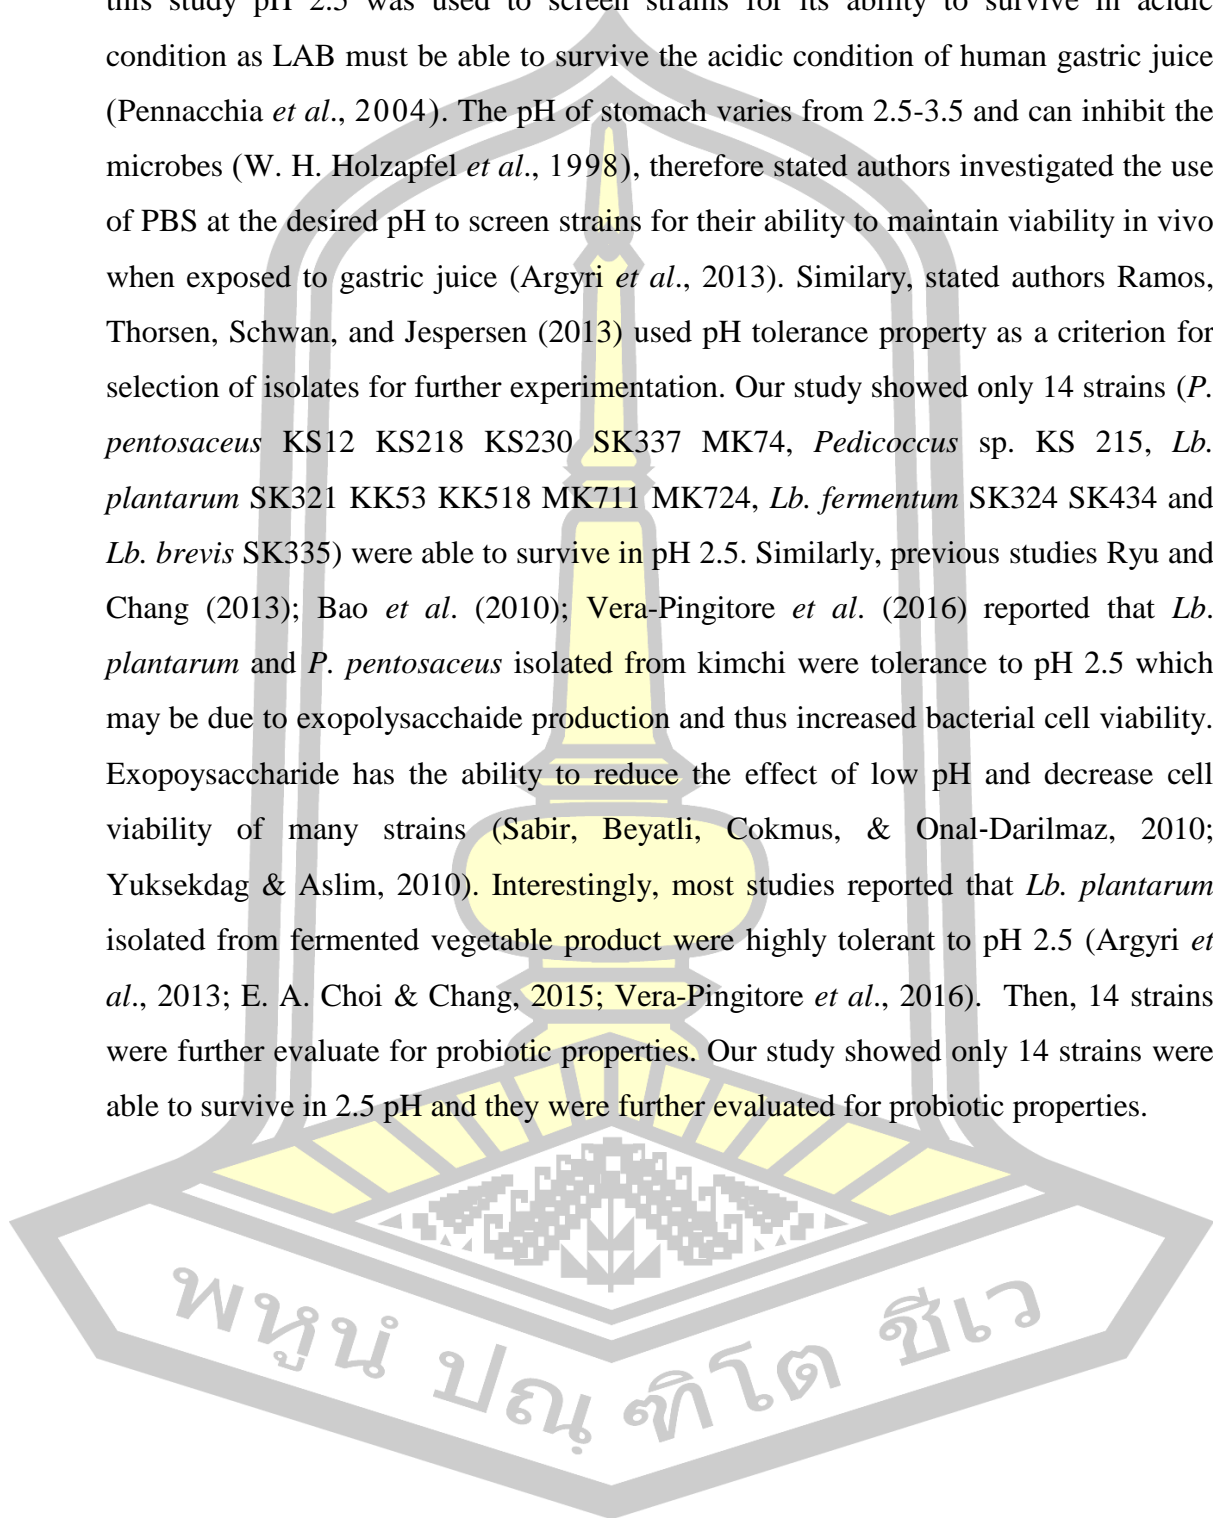 this study pH 2.5 was used to screen strains for its ability to survive in acidic
condition as LAB must be able to survive the acidic condition of human gastric juice
(Pennacchia et al., 2004). The pH of stomach varies from 2.5-3.5 and can inhibit the
microbes (W. H. Holzapfel et al., 1998), therefore stated authors investigated the use
of PBS at the desired pH to screen strains for their ability to maintain viability in vivo
when exposed to gastric juice (Argyri et al., 2013). Similary, stated authors Ramos,
Thorsen, Schwan, and Jespersen (2013) used pH tolerance property as a criterion for
selection of isolates for further experimentation. Our study showed only 14 strains (P.
pentosaceus KS12 KS218 KS230 SK337 MK74, Pedicoccus sp. KS 215, Lb.
plantarum SK321 KK53 KK518 MK711 MK724, Lb. fermentum SK324 SK434 and
Lb. brevis SK335) were able to survive in pH 2.5. Similarly, previous studies Ryu and
Chang (2013); Bao et al. (2010); Vera-Pingitore et al. (2016) reported that Lb.
plantarum and P. pentosaceus isolated from kimchi were tolerance to pH 2.5 which
may be due to exopolysacchaide production and thus increased bacterial cell viability.
Exopoysaccharide has the ability to reduce the effect of low pH and decrease cell
viability of many strains (Sabir, Beyatli, Cokmus, & Onal-Darilmaz, 2010;
Yuksekdag & Aslim, 2010). Interestingly, most studies reported that Lb. plantarum
isolated from fermented vegetable product were highly tolerant to pH 2.5 (Argyri et
al., 2013; E. A. Choi & Chang, 2015; Vera-Pingitore et al., 2016).  Then, 14 strains
were further evaluate for probiotic properties. Our study showed only 14 strains were
able to survive in 2.5 pH and they were further evaluated for probiotic properties.
พหูนํ ปณฺฑิโต ชีเว